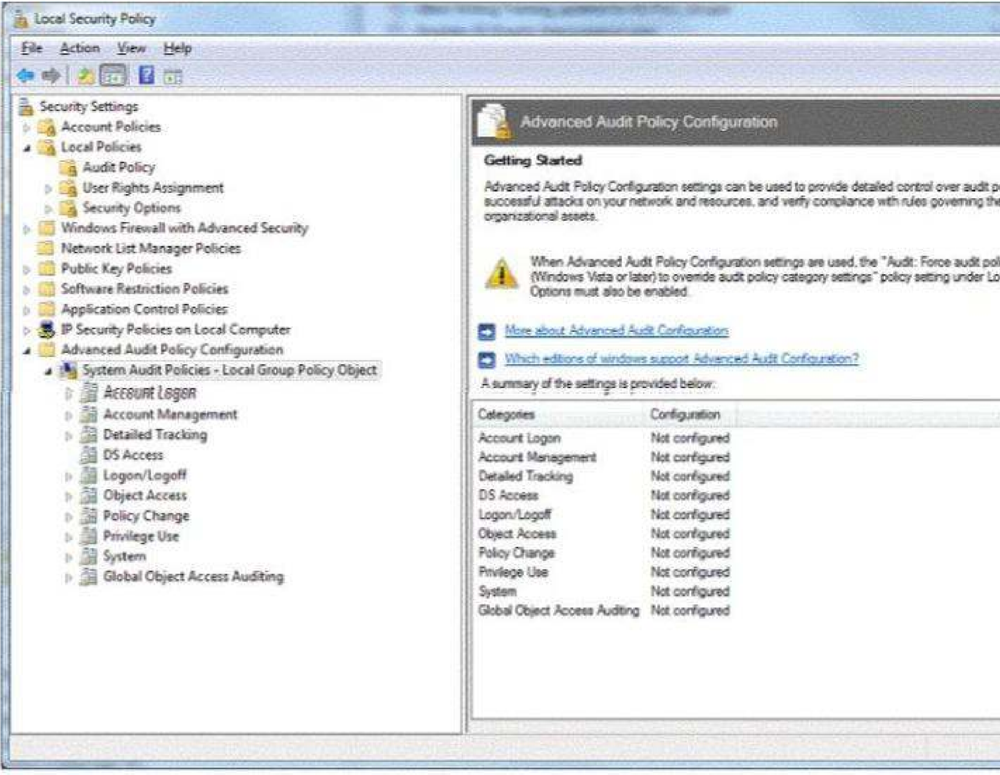 Local Security Policy
File Action View Help
Security Settings
Account Policies
Local Policies
Audit Policy
User Rights Assignment
Security Options
Windows Firewall with Advanced Security
Network List Manager Policies
Public Key Policies
Software Restriction Policies
Application Control Policies
IP Security Policies on Local Computer
Advanced Audit Policy Configuration
System Audit Policies - Local Group Policy Object
Account Logon
Account Management
Detailed Tracking
DS Access
Logon/Logoff
Object Access
Policy Change
Privilege Use
System
Global Object Access Auditing
Advanced Audit Policy Configuration
Getting Started
Advanced Audit Policy Configuration settings can be used to provide detailed control over audit
successful attacks on your network and resources, and verify compliance with rules governing the
organizational assets.
When Advanced Audit Policy Configuration settings are used, the "Audit: Force audit
(Windows Vista or later) to override audit policy category settings" policy setting under
Options must also be enabled.
More about Advanced Audit Configuration
Which editions of windows support Advanced Audit Configuration?
A summary of the settings is provided below:
Categories Configuration
Account Logon Not configured
Account Management Not configured
Detailed Tracking Not configured
DS Access Not configured
Logon/Logoff Not configured
Object Access Not configured
Policy Change Not configured
Privilege Use Not configured
System Not configured
Global Object Access Auditing Not configured